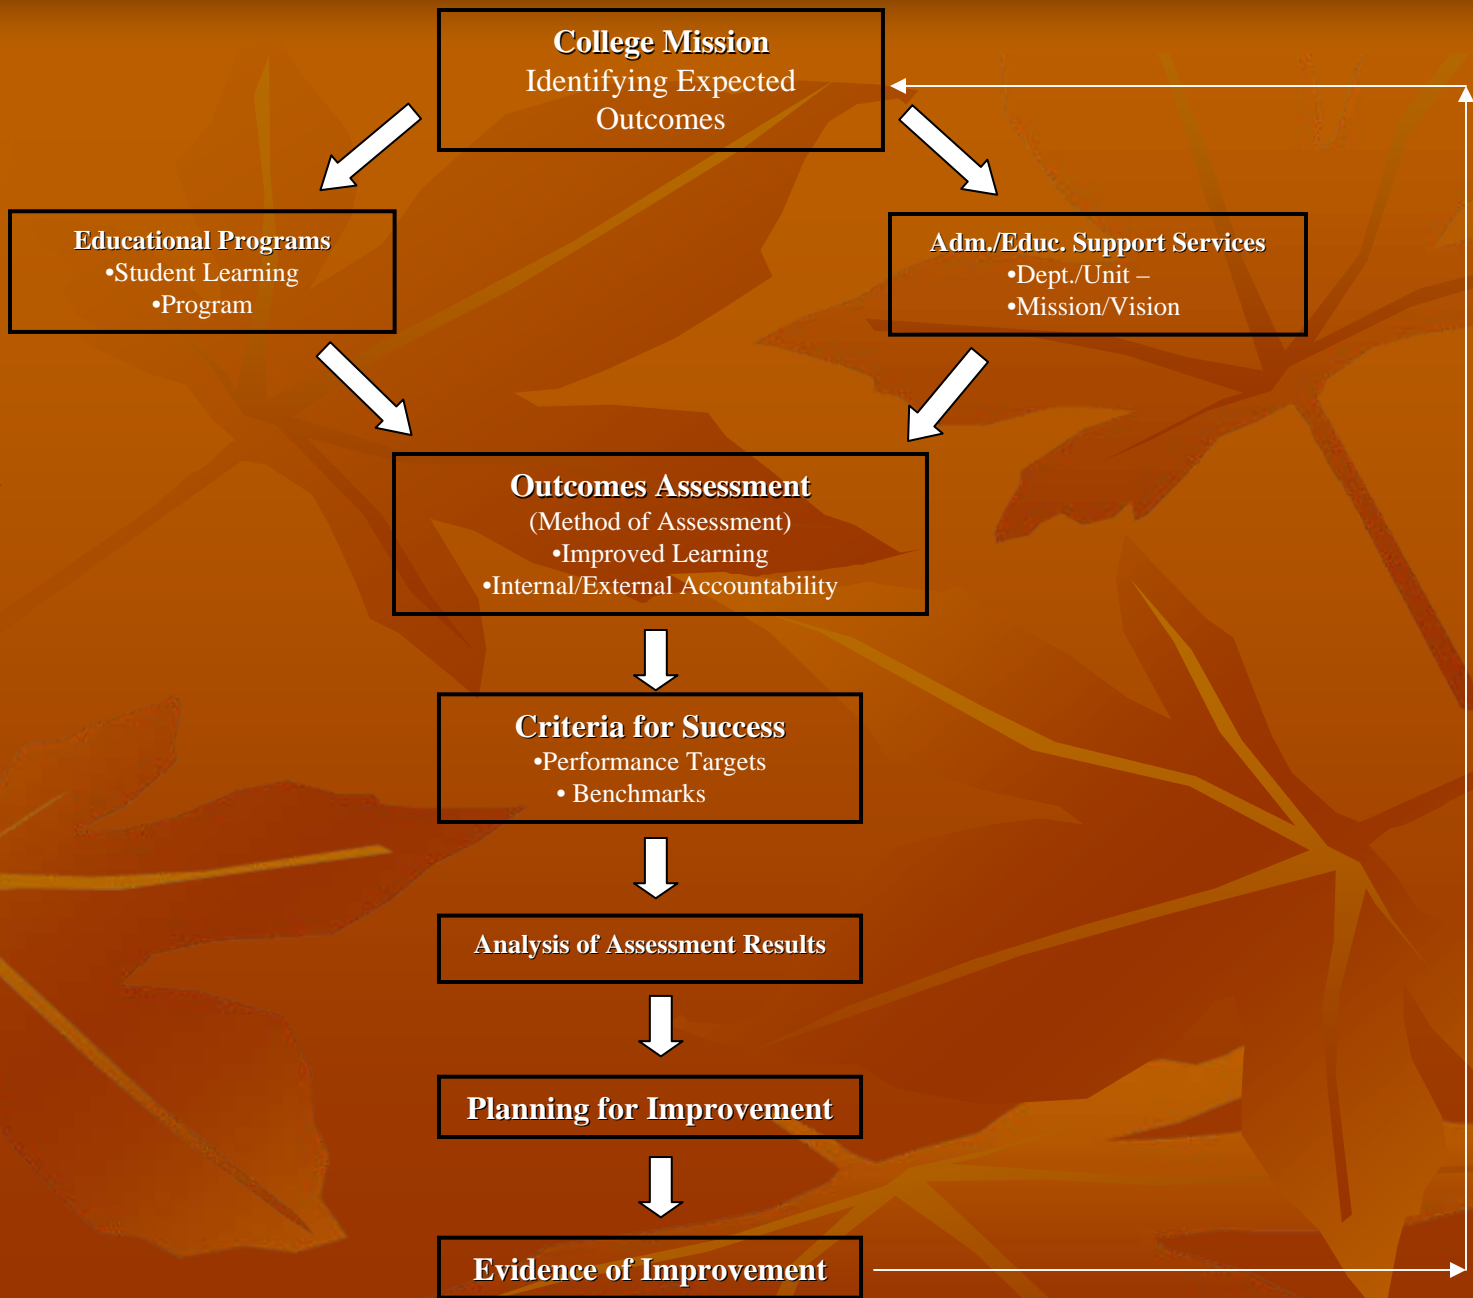 College Mission
Identifying Expected
Outcomes
Educational Programs
•Student Learning
•Program
Adm./Educ. Support Services
•Dept./Unit –
•Mission/Vision
Outcomes Assessment
(Method of Assessment)
•Improved Learning
•Internal/External Accountability
Criteria for Success
•Performance Targets
• Benchmarks
Analysis of Assessment Results
Planning for Improvement
Evidence of Improvement